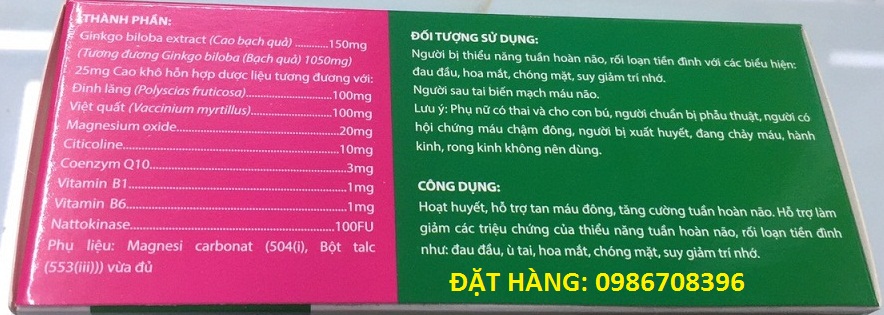 THÀNH PHẦN:
Ginkgo biloba extract (Cao bạch quả) ............150mg
(Tương đương Ginkgo biloba (Bạch quả) 1050mg)
25mg Cao khô hỗn hợp dược liệu tương đương với:
Đinh lăng (Polyscias fruticosa)..........................100mg
Việt quất (Vaccinium myrtillus)........................100mg
Magnesium oxide.............................................20mg
Citicoline............................................................10mg
Coenzym Q10......................................................3mg
Vitamin B1...........................................................1mg
Vitamin B6...........................................................1mg
Nattokinase......................................................100FU
Phụ liệu: Magnesi carbonat (504(i), Bột talc
(553(iii))) vừa đủ
ĐỐI TƯỢNG SỬ DỤNG:
Người bị thiểu năng tuần hoàn não, rối loạn tiền đình với các biểu hiện:
đau đầu, hoa mắt, chóng mặt, suy giảm trí nhớ.
Người sau tai biến mạch máu não.
Lưu ý: Phụ nữ có thai và cho con bú, người chuẩn bị phẫu thuật, người có
hội chứng máu chậm đông, người bị xuất huyết, đang chảy máu, hành
kinh, rong kinh không nên dùng.
CÔNG DỤNG:
Hoạt huyết, hỗ trợ tan máu đông, tăng cường tuần hoàn não. Hỗ trợ làm
giảm các triệu chứng của thiểu năng tuần hoàn não, rối loạn tiền đình
như: đau đầu, ù tai, hoa mắt, chóng mặt, suy giảm trí nhớ.
ĐẶT HÀNG: 0986708396